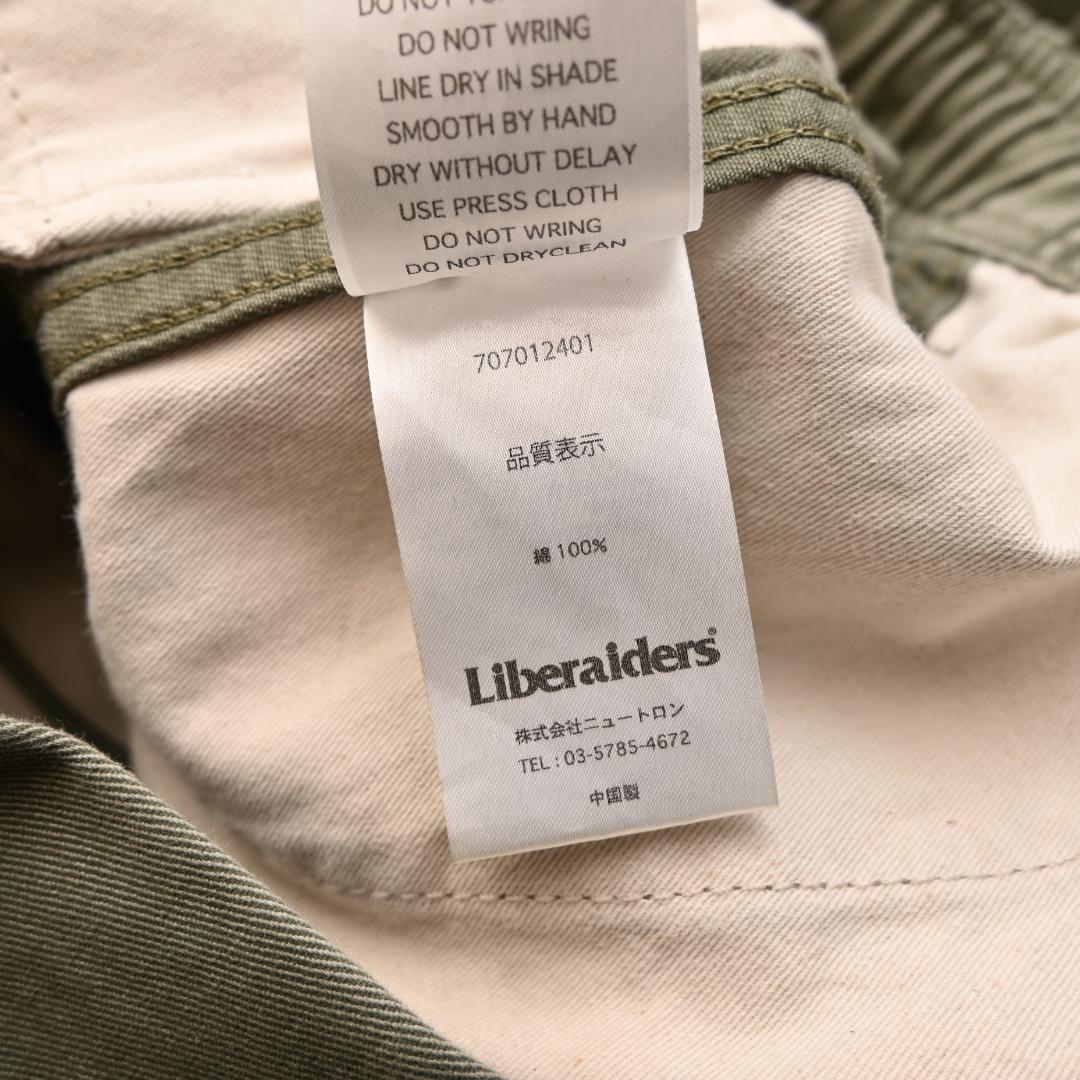 DO NOT
DO NOT WRING
LINE DRY IN SHADE
SMOOTH BY HAND
DRY WITHOUT DELAY
USE PRESS CLOTH
DO NOT WRING
DO NOT DRYCLEAN
707012401
品質表示
綿 100%
Liberaiders®
株式会社ニュートロン
TEL : 03-5785-4672
中国製